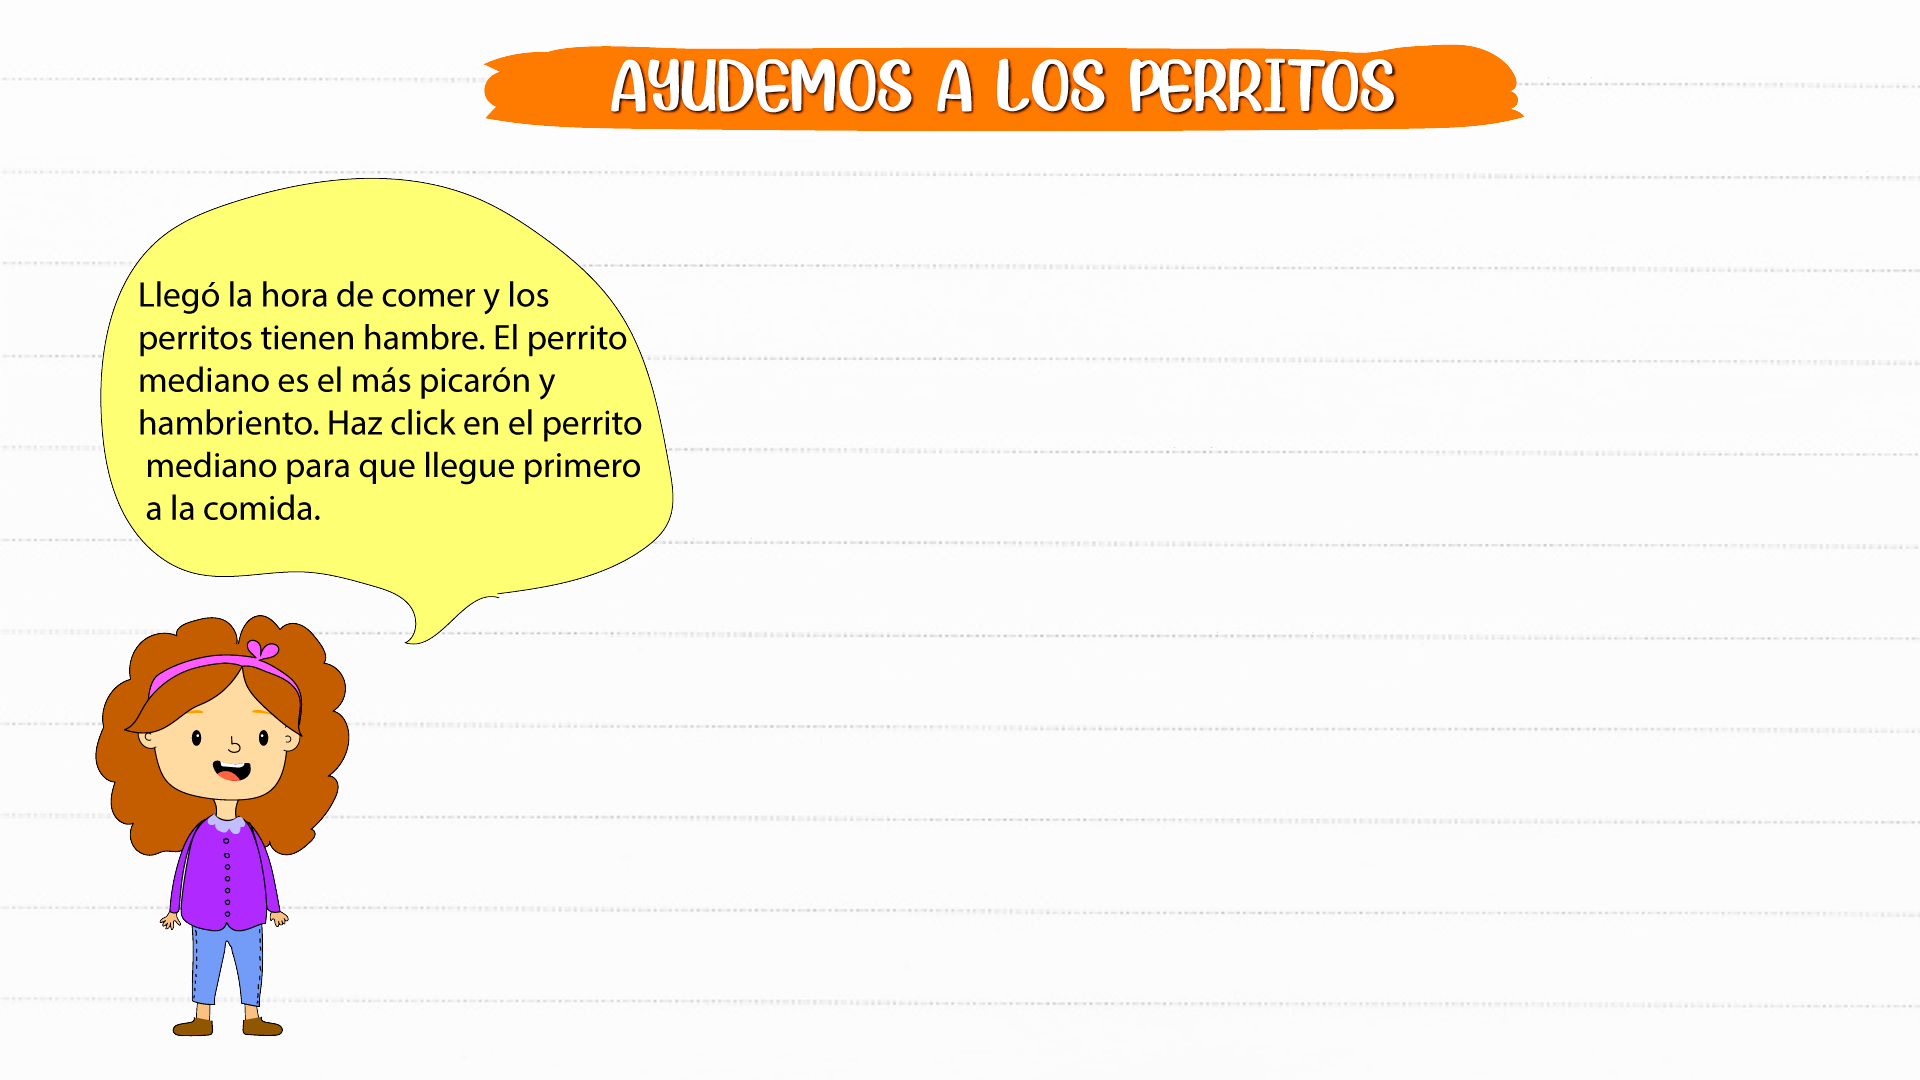 AYUDEMOS A LOS PERRITOS
Llegó la hora de comer y los
perritos tienen hambre. El perrito
mediano es el más picarón y
hambriento. Haz click en el perrito
mediano para que llegue primero
a la comida.